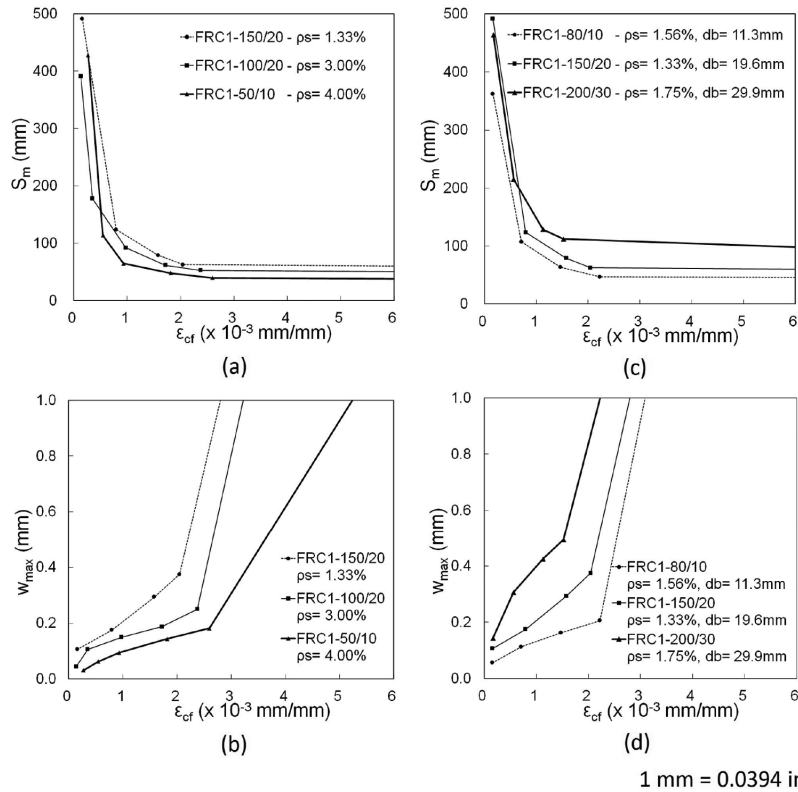 500
400
300
200
100
0
Sm (mm)
FRC1-150/20 - ρs= 1.33%
FRC1-100/20 - ρs= 3.00%
FRC1-50/10 - ρs= 4.00%
0 1 2 3 4 5 6
εcf (x 10-3 mm/mm)
(a)
500
400
300
200
100
0
Sm (mm)
FRC1-80/10 - ρs= 1.56%, db= 11.3mm
FRC1-150/20 - ρs= 1.33%, db= 19.6mm
FRC1-200/30 - ρs= 1.75%, db= 29.9mm
0 1 2 3 4 5 6
εcf (x 10-3 mm/mm)
(c)
1.0
0.8
0.6
0.4
0.2
0.0
wmax (mm)
FRC1-150/20
ρs= 1.33%
FRC1-100/20
ρs= 3.00%
FRC1-50/10
ρs= 4.00%
0 1 2 3 4 5 6
εcf (x 10-3 mm/mm)
(b)
1.0
0.8
0.6
0.4
0.2
0.0
wmax (mm)
FRC1-80/10
ρs= 1.56%, db= 11.3mm
FRC1-150/20
ρs= 1.33%, db= 19.6mm
FRC1-200/30
ρs= 1.75%, db= 29.9mm
0 1 2 3 4 5 6
εcf (x 10-3 mm/mm)
(d)
1 mm = 0.0394